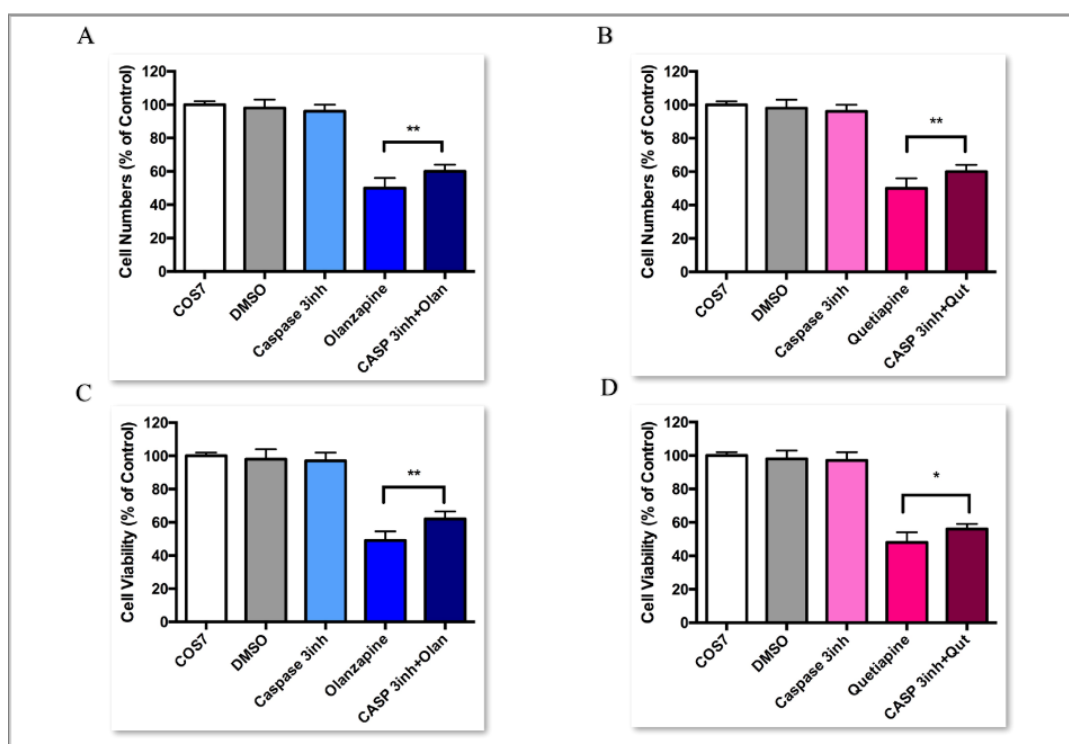 A
Cell Numbers (% of Control)
120
100
80
60
40
20
0
**
COS7
DMSO
Caspase 3inh
Olanzapine
CASP 3inh+Olan
B
Cell Numbers (% of Control)
120
100
80
60
40
20
0
**
COS7
DMSO
Caspase 3inh
Quetiapine
CASP 3inh+Qut
C
Cell Viability (% of Control)
120
100
80
60
40
20
0
**
COS7
DMSO
Caspase 3inh
Olanzapine
CASP 3inh+Olan
D
Cell Viability (% of Control)
120
100
80
60
40
20
0
*
COS7
DMSO
Caspase 3inh
Quetiapine
CASP 3inh+Qut